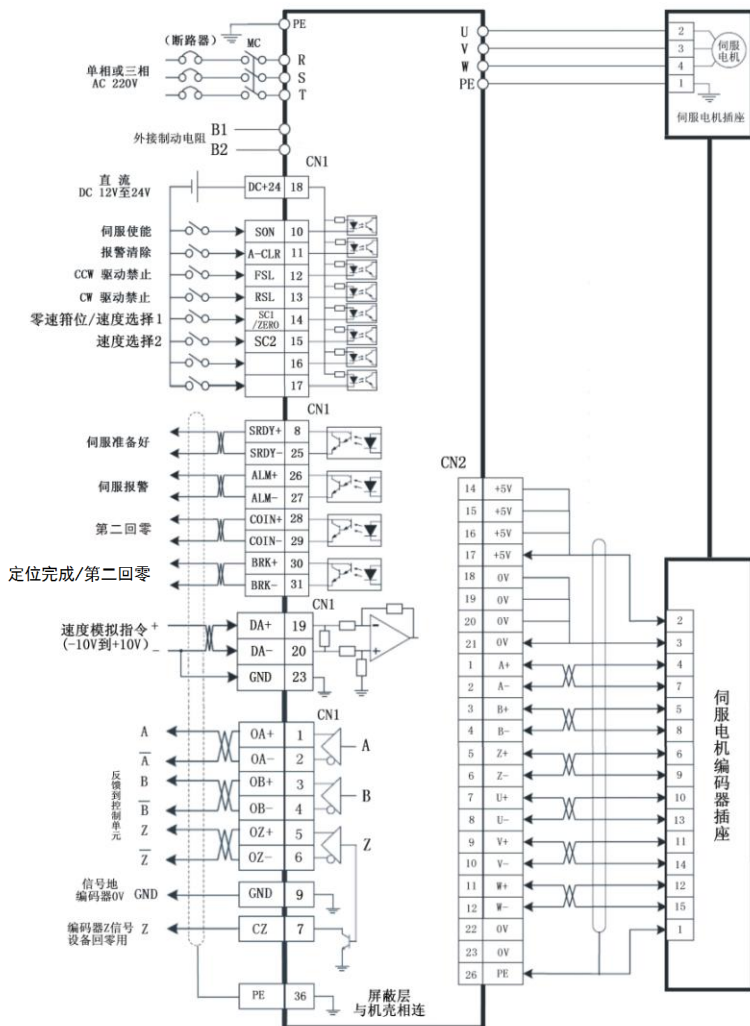 PE
(断路器) MC
单相或三相
AC 220V
R
S
T
外接制动电阻
B1
B2
U
V
W
PE
2
3
4
1
伺服
电机
伺服电机插座
CN1
直 流
DC 12V至24V
DC+24 18
伺服使能 SON 10
报警清除 A-CLR 11
CCW 驱动禁止 FSL 12
CW 驱动禁止 RSL 13
零速箝位/速度选择1 SC1/ZERO 14
速度选择2 SC2 15
16
17
CN1
伺服准备好
SRDY+ 8
SRDY- 25
伺服报警
ALM+ 26
ALM- 27
第二回零
COIN+ 28
COIN- 29
定位完成/第二回零
BRK+ 30
BRK- 31
CN1
速度模拟指令 +
(-10V到+10V) −
DA+ 19
DA- 20
GND 23
− 
+
CN1
A OA+ 1
A OA- 2
A
B OB+ 3
B OB- 4
B
Z OZ+ 5
Z OZ- 6
Z
反馈到控制单元
信号地
编码器0V
GND GND 9
编码器Z信号
设备回零用
Z CZ 7
PE 36
屏蔽层
与机壳相连
CN2
14 +5V
15 +5V
16 +5V
17 +5V
18 0V
19 0V
20 0V
21 0V
1 A+
2 A-
3 B+
4 B-
5 Z+
6 Z-
7 U+
8 U-
9 V+
10 V-
11 W+
12 W-
22 0V
23 0V
26 PE
2
3
4
7
5
8
6
9
10
13
11
14
12
15
1
伺服电机编码器插座